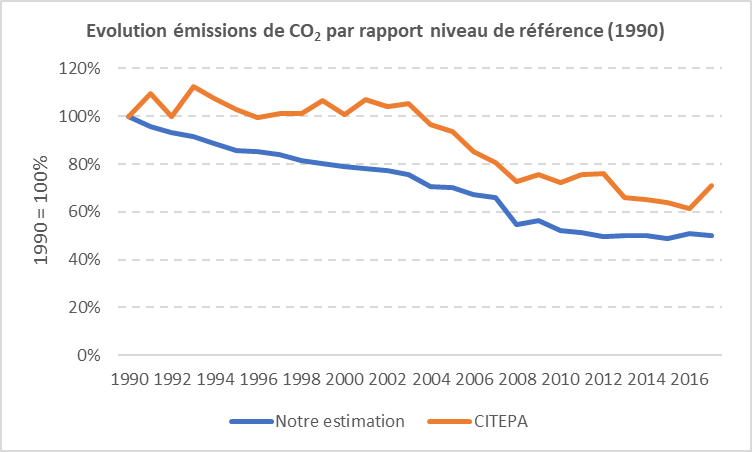 Evolution émissions de CO₂ par rapport niveau de référence (1990)
120%
100%
80%
60%
40%
20%
0%
1990 = 100%
1990 1992 1994 1996 1998 2000 2002 2004 2006 2008 2010 2012 2014 2016
Notre estimation CITEPA